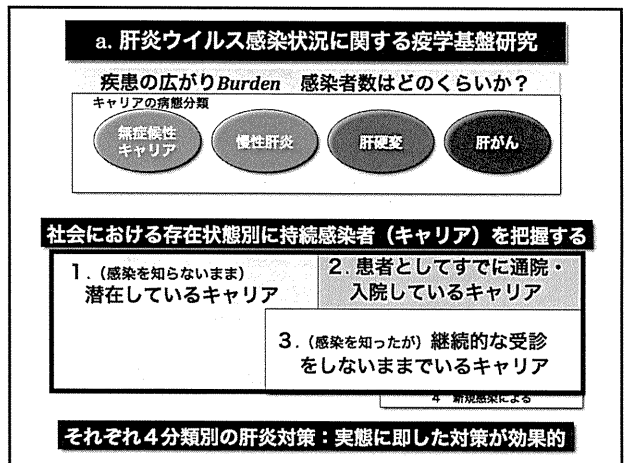 a. 肝炎ウイルス感染状況に関する疫学基盤研究
疾患の広がりBurden 感染者数はどのくらいか？
キャリアの病態分類
無症候性
キャリア
慢性肝炎
肝硬変
肝がん
社会における存在状態別に持続感染者（キャリア）を把握する
1.（感染を知らないまま）
潜在しているキャリア
2. 患者としてすでに通院・
入院しているキャリア
3.（感染を知ったが）継続的な受診
をしないままでいるキャリア
4 新規感染による
それぞれ４分類別の肝炎対策：実態に即した対策が効果的